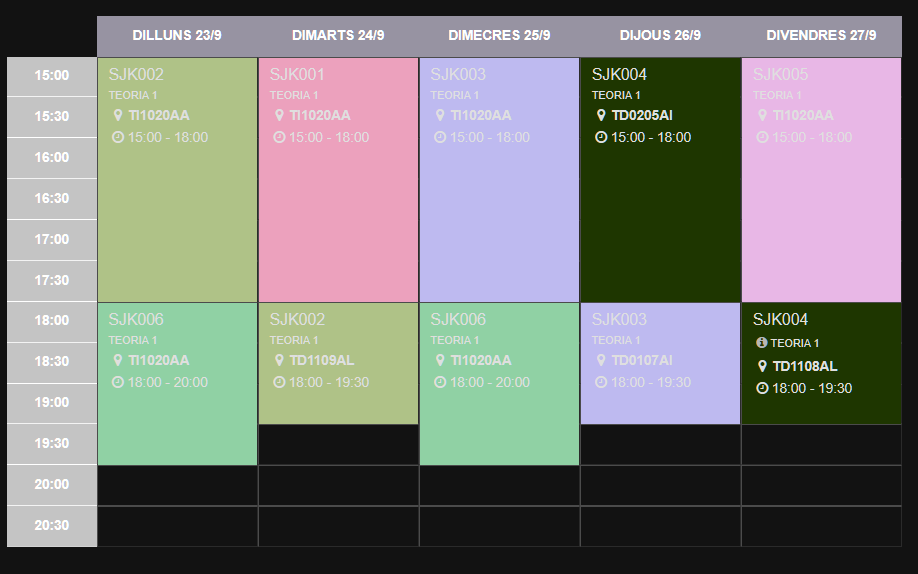 DILLUNS 23/9 DIMARTS 24/9 DIMECRES 25/9 DIJOUS 26/9 DIVENDRES 27/9
15:00
15:30
16:00
16:30
17:00
17:30
18:00
18:30
19:00
19:30
20:00
20:30
SJK002
TEORIA 1
TI1020AA
15:00 - 18:00
SJK006
TEORIA 1
TI1020AA
18:00 - 20:00
SJK001
TEORIA 1
TI1020AA
15:00 - 18:00
SJK002
TEORIA 1
TD1109AL
18:00 - 19:30
SJK003
TEORIA 1
TI1020AA
15:00 - 18:00
SJK006
TEORIA 1
TI1020AA
18:00 - 20:00
SJK004
TEORIA 1
TD0205AI
15:00 - 18:00
SJK003
TEORIA 1
TD0107AI
18:00 - 19:30
SJK005
TEORIA 1
TI1020AA
15:00 - 18:00
SJK004
TEORIA 1
TD1108AL
18:00 - 19:30